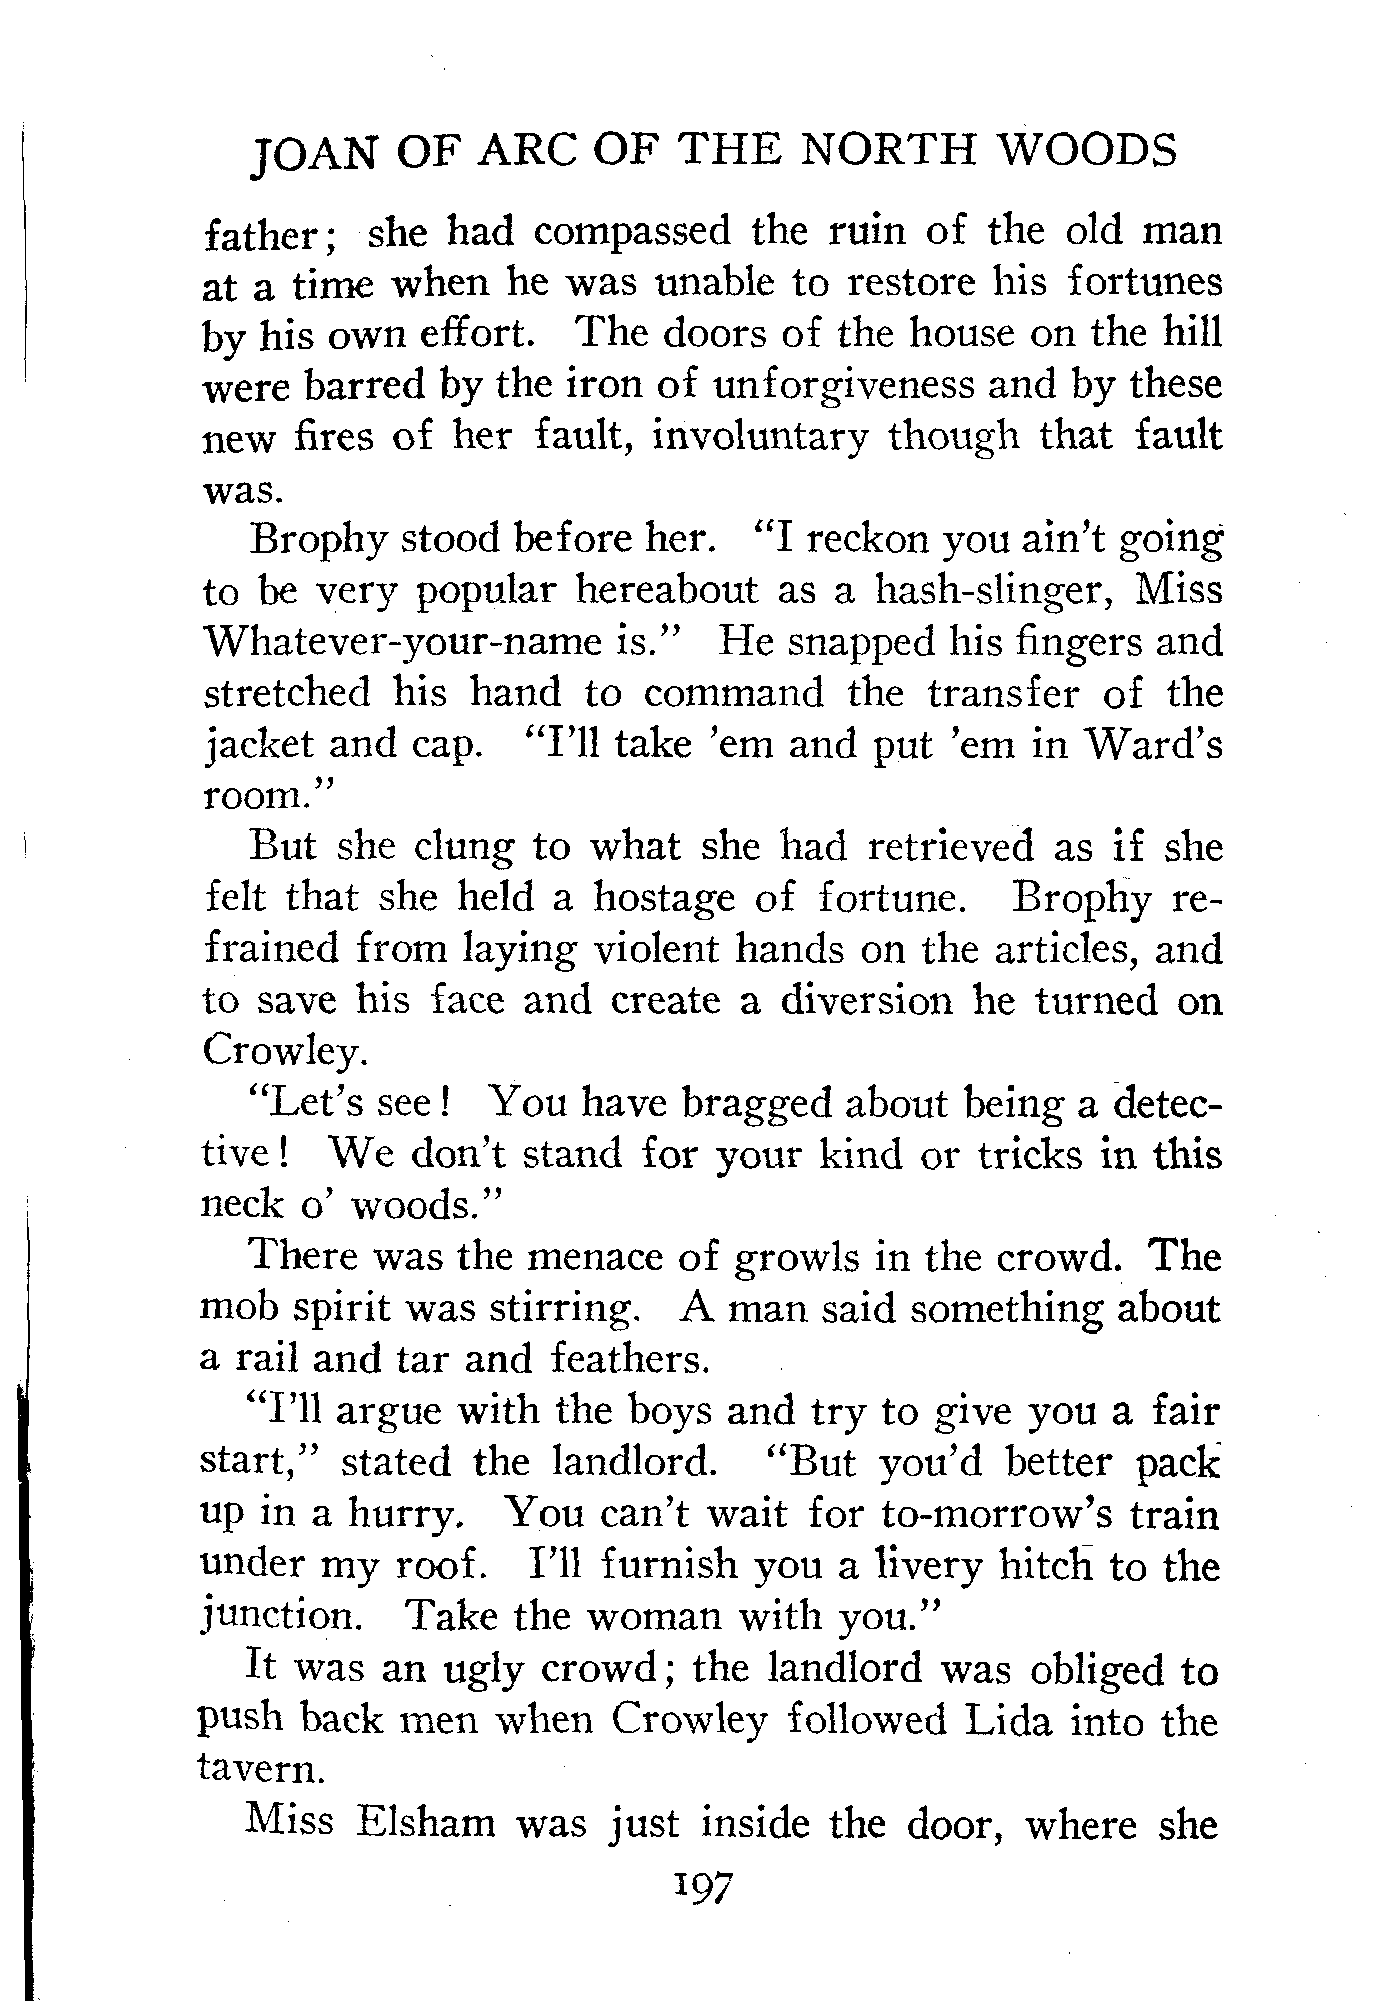 JOAN OF ARC OF THE NORTH WOODS
father; she had compassed the ruin of the old man
at a time when he was unable to restore his fortunes
by his own effort. The doors of the house on the hill
were barred by the iron of unforgiveness and by these
new fires of her fault, involuntary though that fault
was.
Brophy stood before her. "I reckon you ain't going
to be very popular hereabout as a hash-slinger, Miss
Whatever-your-name is." He snapped his fingers and
stretched his hand to command the transfer of the
jacket and cap. "I'll take 'em and put 'em in Ward's
room."
But she clung to what she had retrieved as if she
felt that she held a hostage of fortune. Brophy re-
frained from laying violent hands on the articles, and
to save his face and create a diversion he turned on
Crowley.
"Let's see! You have bragged about being a detec-
tive! We don't stand for your kind or tricks in this
neck o' woods."
There was the menace of growls in the crowd. The
mob spirit was stirring. A man said something about
a rail and tar and feathers.
"I'll argue with the boys and try to give you a fair
start," stated the landlord. "But you'd better pack
up in a hurry. You can't wait for to-morrow's train
under my roof. I'll furnish you a livery hitch to the
junction. Take the woman with you."
It was an ugly crowd; the landlord was obliged to
push back men when Crowley followed Lida into the
tavern.
Miss Elsham was just inside the door, where she
197